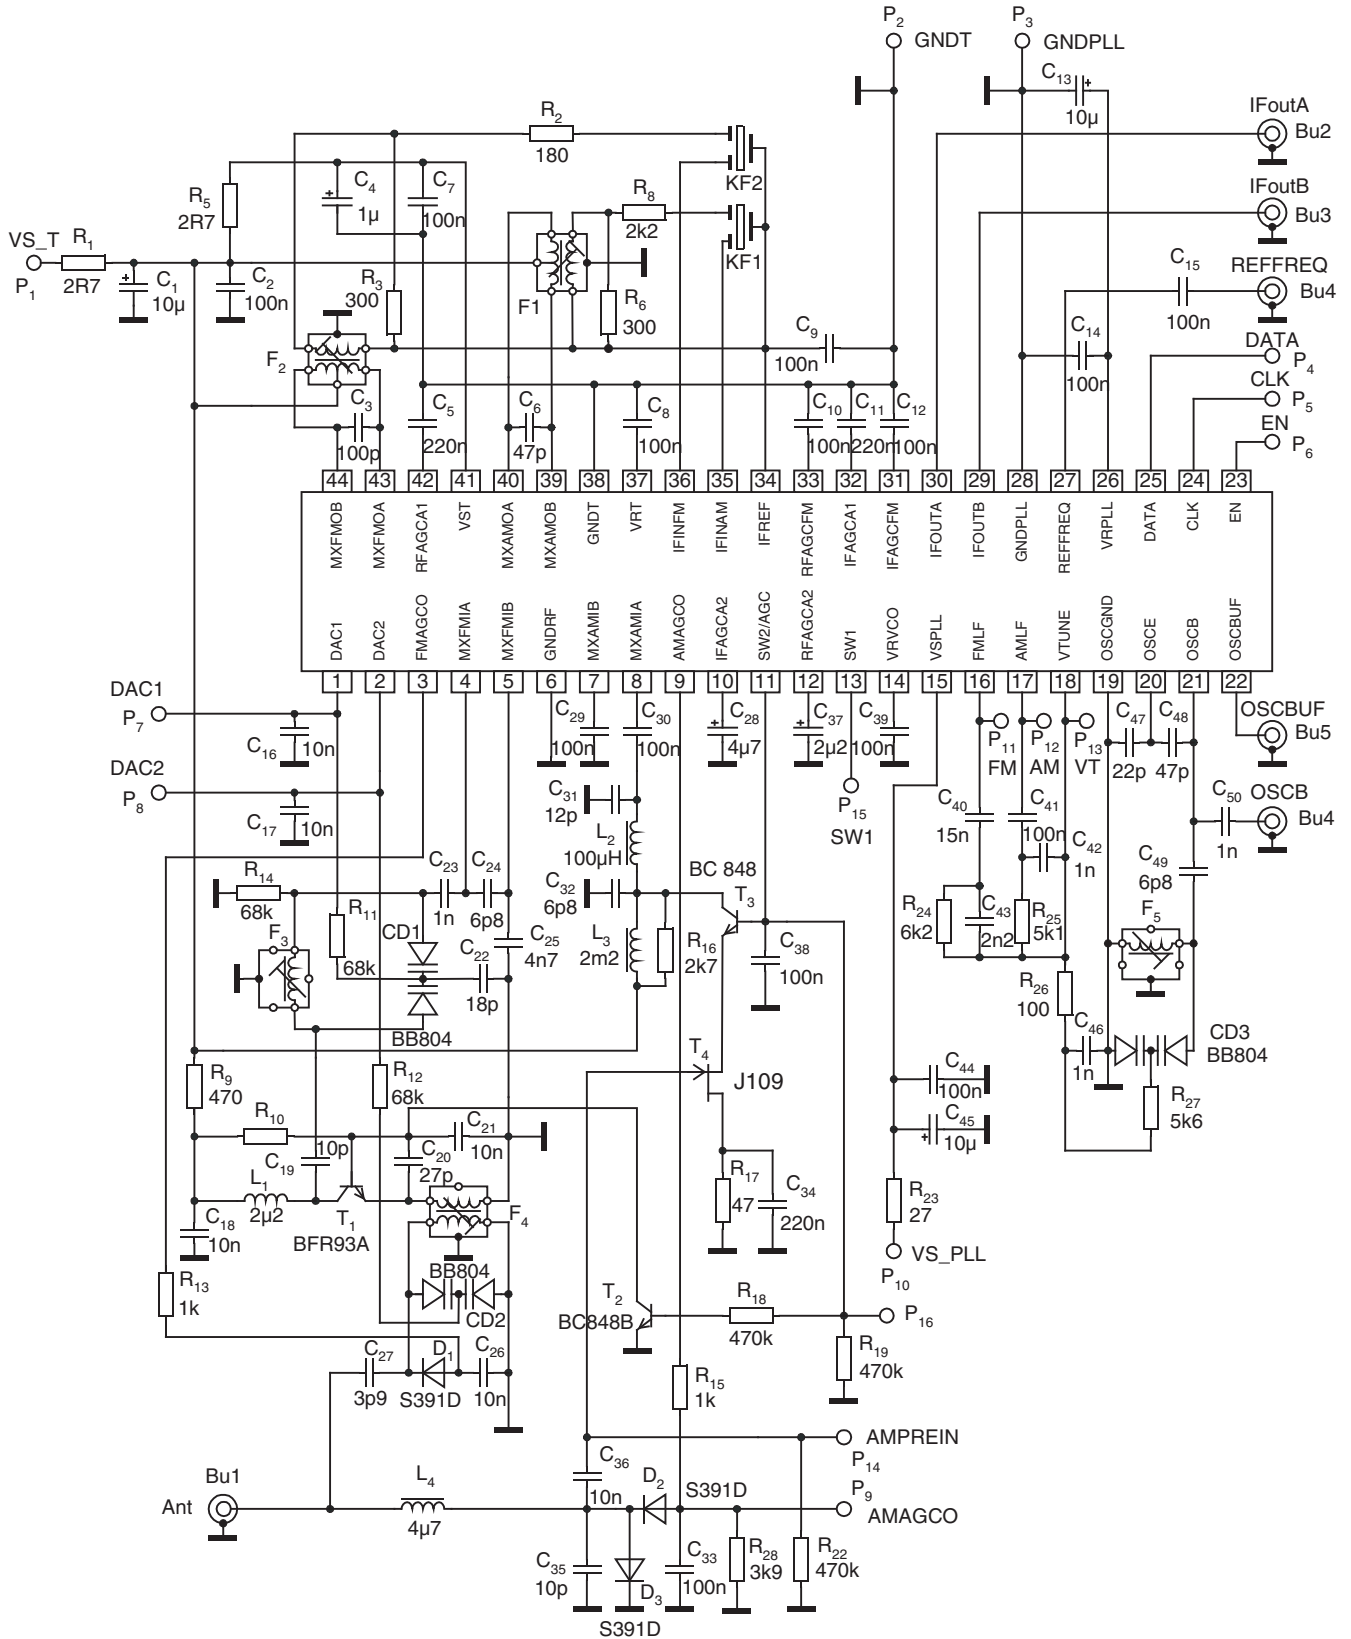 P2 GNDT
P3 GNDPLL
C13 10µ
IFoutA Bu2
IFoutB Bu3
REFFREQ Bu4
C15 100n
C14 100n
DATA P4
CLK P5
EN P6
R2 180
KF2
R8 2k2
KF1
R5 2R7
C4 1µ
C7 100n
VS_T P1
R1 2R7
C1 10µ
C2 100n
R3 300
F1
R6 300
F2
C9 100n
C3 100p
C5 220n
C6 47p
C8 100n
C10 100n
C11 220n
C12 100n
44 43 42 41 40 39 38 37 36 35 34 33 32 31 30 29 28 27 26 25 24 23
MXFMOB MXFMOA RFAGCA1 VST MXAMOA MXAMOB GNDT VRT IFINFM IFINAM IFREF RFAGCFM IFAGCA1 IFAGCFM IFOUTA IFOUTB GNDPLL REFFREQ VRPLL DATA CLK EN
DAC1 DAC2 FMAGCO MXFMIA MXFMIB GNDRF MXAMIB MXAMIA AMAGCO IFAGCA2 SW2/AGC RFAGCA2 SW1 VRVCO VSPLL FMLF AMLF VTUNE OSCGND OSCE OSCB OSCBUF
1 2 3 4 5 6 7 8 9 10 11 12 13 14 15 16 17 18 19 20 21 22
DAC1 P7
C16 10n
DAC2 P8
C17 10n
C29 100n
C30 100n
C28 4µ7
C37 2µ2
C39 100n
P15 SW1
P11 FM
P12 AM
P13 VT
C47 22p
C48 47p
OSCBUF Bu5
C31 12p
L2 100µH
C40 15n
C41 100n
C42 1n
C50 1n
OSCB Bu4
C49 6p8
R14 68k
C23 1n
C24 6p8
C32 6p8
BC 848 T3
R11 68k
CD1
F3
C22 18p
C25 4n7
L3 2m2
R16 2k7
C38 100n
R24 6k2
C43 2n2
R25 5k1
F5
BB804
R26 100
C46 1n
CD3 BB804
R27 5k6
R9 470
R12 68k
T4 J109
C44 100n
C45 10µ
R10
C19 10p
C20 27p
C21 10n
L1 2µ2
T1 BFR93A
F4
C18 10n
R17 47
C34 220n
R23 27
VS_PLL P10
R13 1k
BB804
CD2
T2 BC848B
R18 470k
P16
R19 470k
C27 3p9
D1 S391D
C26 10n
R15 1k
AMPREIN P14
Bu1
Ant
L4 4µ7
C36 10n
D2 S391D
P9 AMAGCO
C35 10p
D3 S391D
C33 100n
R28 3k9
R22 470k